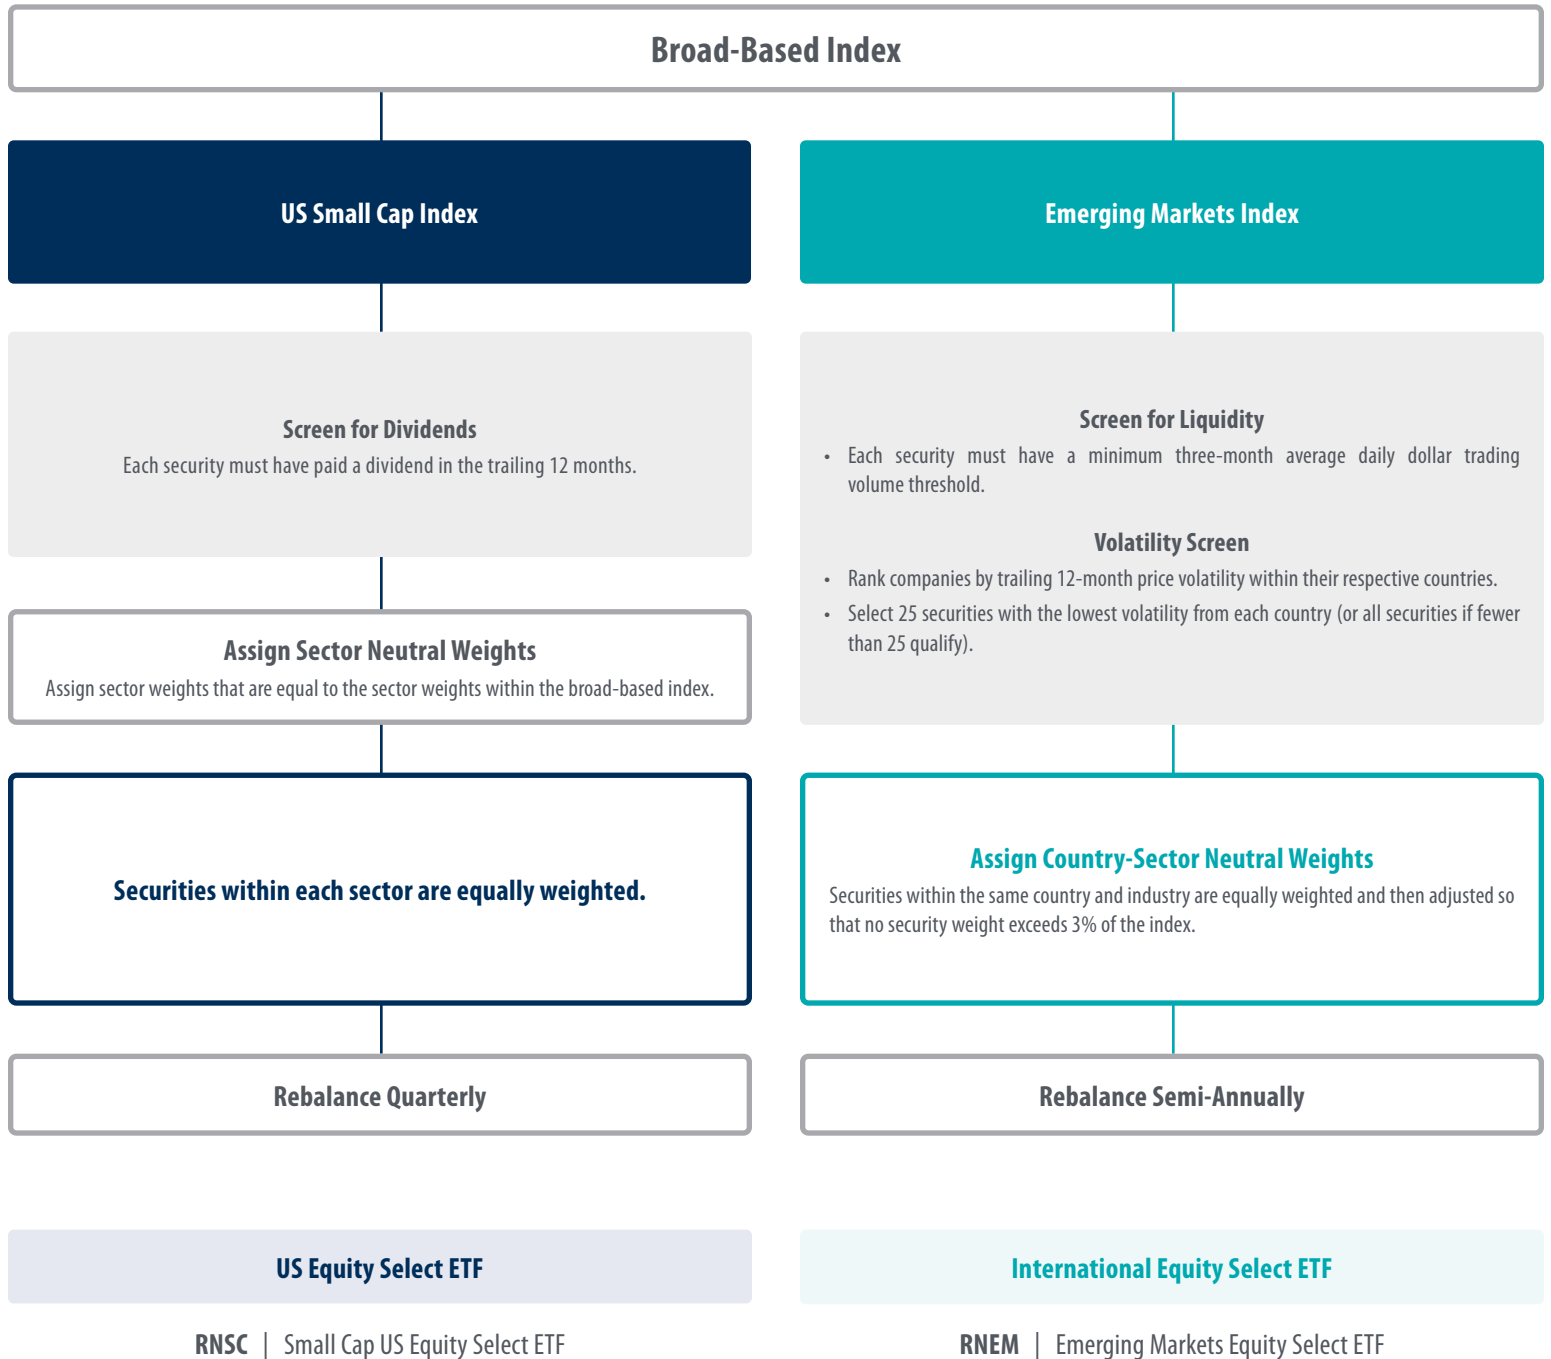 Broad-Based Index
US Small Cap Index
Screen for Dividends
Each security must have paid a dividend in the trailing 12 months.
Assign Sector Neutral Weights
Assign sector weights that are equal to the sector weights within the broad-based index.
Securities within each sector are equally weighted.
Rebalance Quarterly
Emerging Markets Index
Screen for Liquidity
• Each security must have a minimum three-month average daily dollar trading
volume threshold.
Volatility Screen
• Rank companies by trailing 12-month price volatility within their respective countries.
• Select 25 securities with the lowest volatility from each country (or all securities if fewer
than 25 qualify).
Assign Country-Sector Neutral Weights
Securities within the same country and industry are equally weighted and then adjusted so
that no security weight exceeds 3% of the index.
Rebalance Semi-Annually
US Equity Select ETF
RNSC | Small Cap US Equity Select ETF
International Equity Select ETF
RNEM | Emerging Markets Equity Select ETF